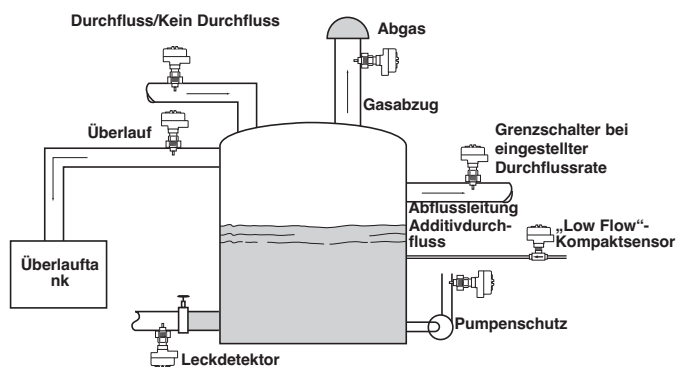 Durchfluss/Kein Durchfluss
Abgas
Gasabzug
Überlauf
Grenzschalter bei
eingestellter
Durchflussrate
Abflussleitung
Additivdurch-
fluss
„Low Flow“-
Kompaktsensor
Überlaufta
nk
Pumpenschutz
Leckdetektor